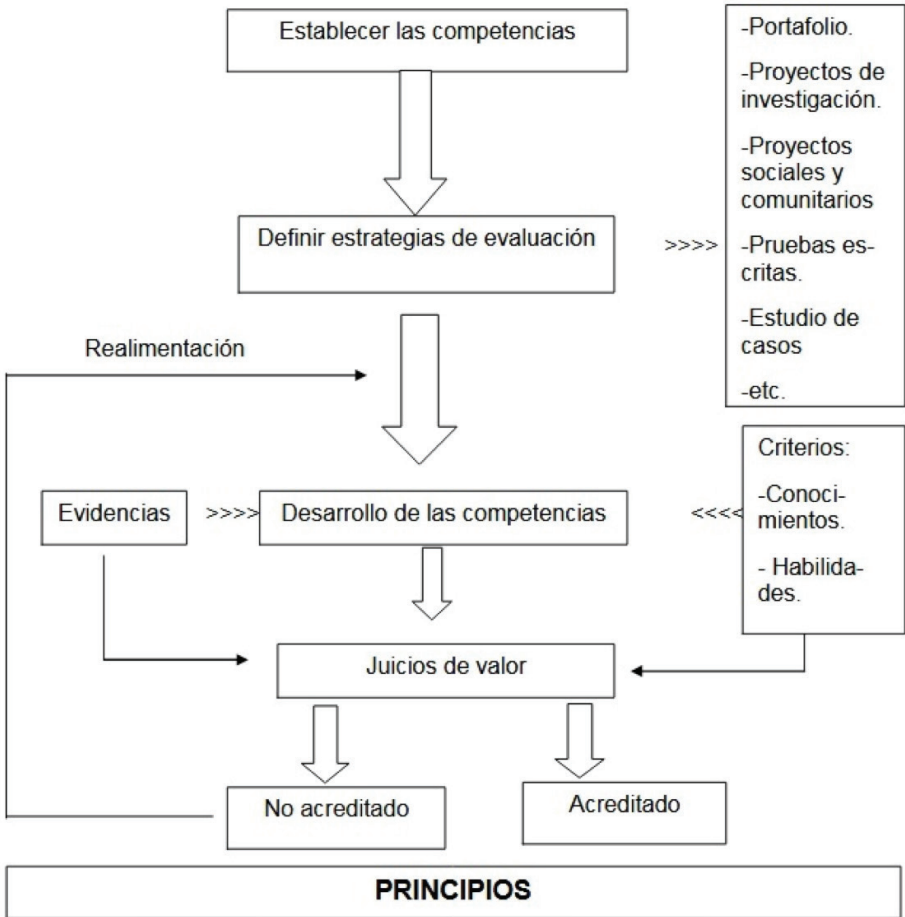 Establecer las competencias
-Portafolio.
-Proyectos de
investigación.
-Proyectos
sociales y
comunitarios
-Pruebas es-
critas.
-Estudio de
casos
-etc.
Definir estrategias de evaluación
>>>>
Realimentación
Criterios:
-Conoci-
mientos.
- Habilida-
des.
Evidencias
>>>>
Desarrollo de las competencias
<<<<
Juicios de valor
No acreditado
Acreditado
PRINCIPIOS